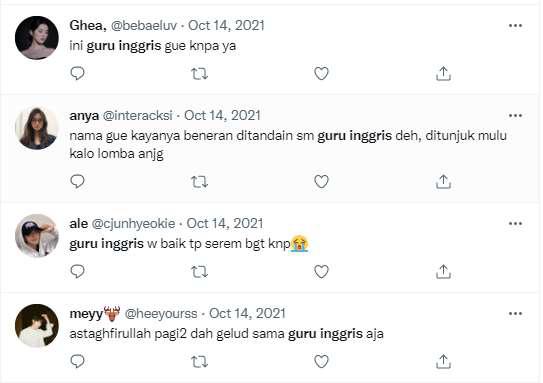 Ghea, @bebaeluv · Oct 14, 2021
ini guru inggris gue knpa ya
anya @interacksi · Oct 14, 2021
nama gue kayanya beneran ditandain sm guru inggris deh, ditunjuk mulu
kalo lomba anjg
ale @cjunhyeokie · Oct 14, 2021
guru inggris w baik tp serem bgt knp😭
meyy @heeyourss · Oct 14, 2021
astaghfirullah pagi2 dah gelud sama guru inggris aja